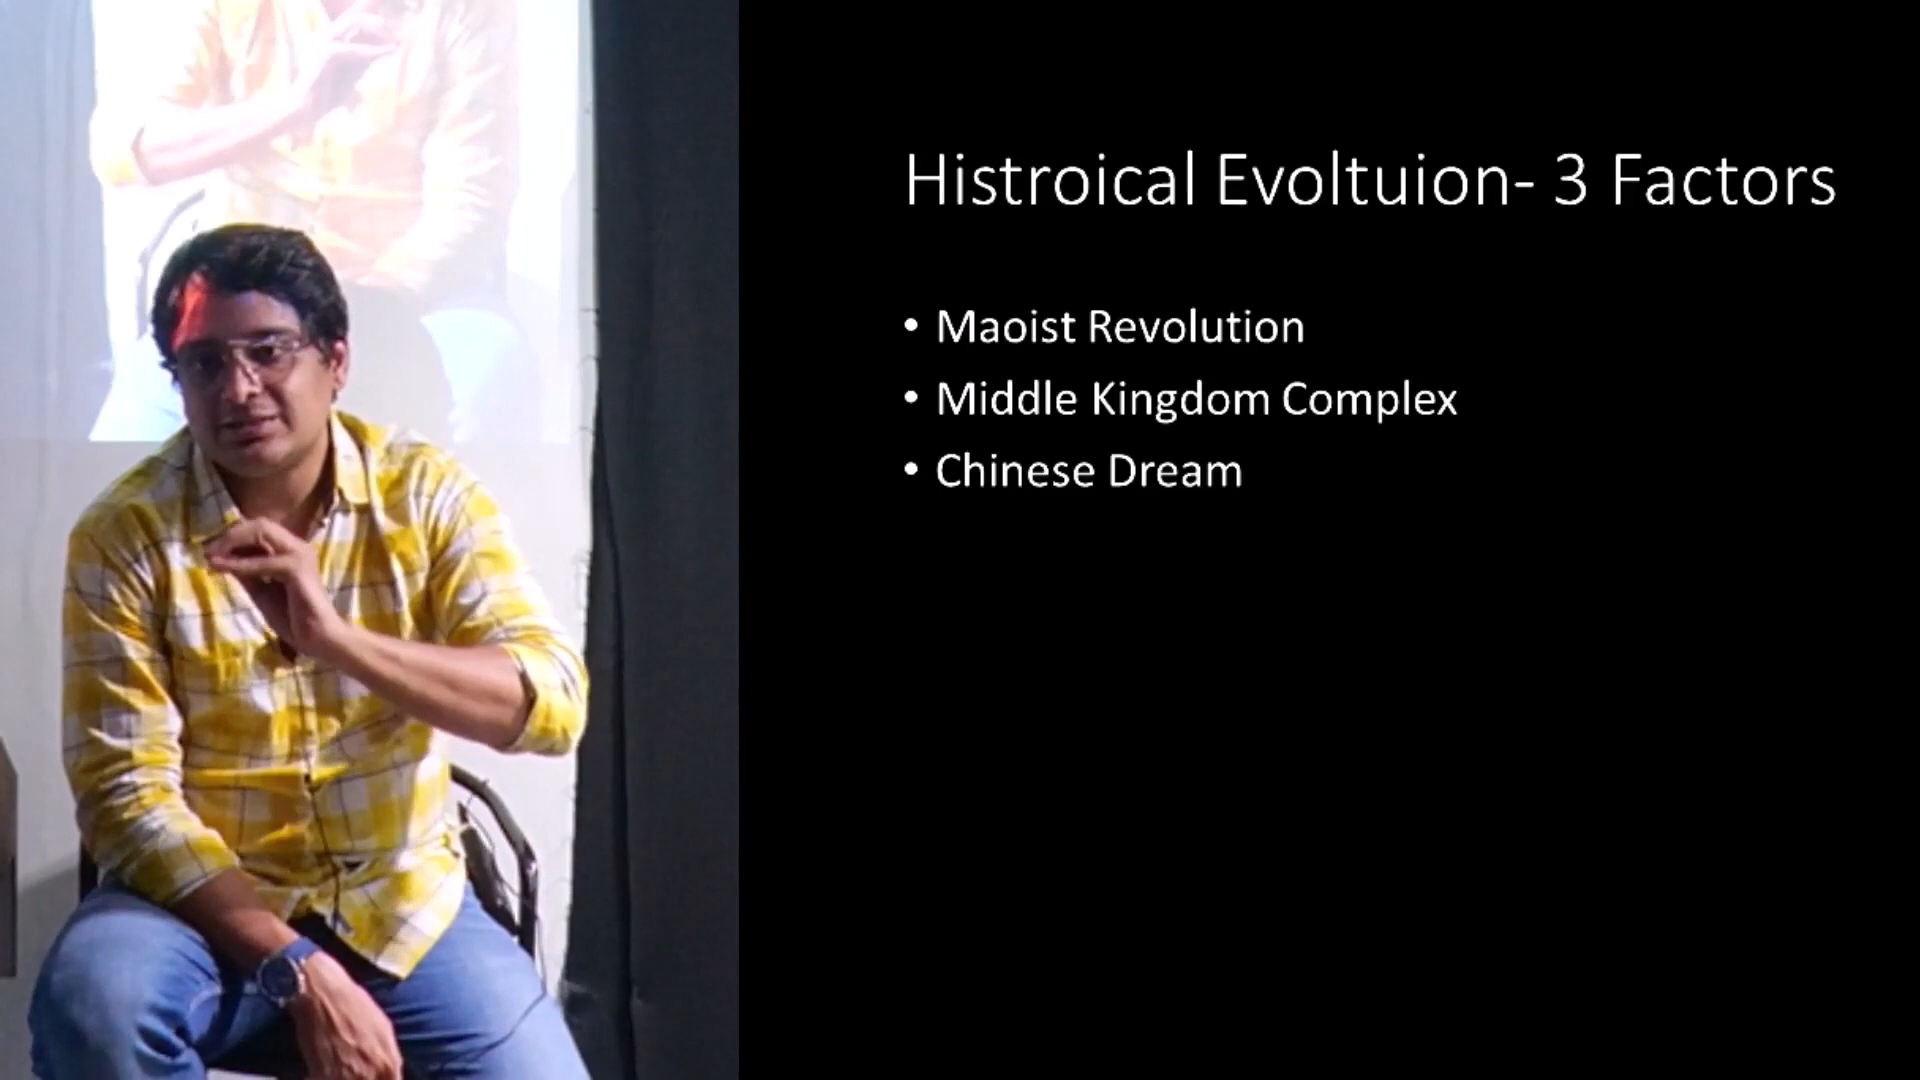 Histroical Evoltuion- 3 Factors
• Maoist Revolution
• Middle Kingdom Complex
• Chinese Dream